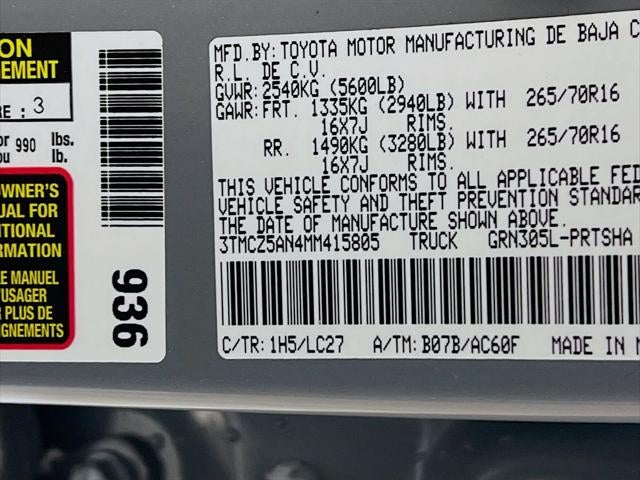 ON
EMENT
RE : 3
or 990 lbs.
ou lb.
OWNER'S
UAL FOR
ITIONAL
RMATION
LE MANUEL
'USAGER
R PLUS DE
IGNEMENTS
936
MFD.BY:TOYOTA MOTOR MANUFACTURING DE BAJA C
R.L. DE C.V.
GVWR:2540KG (5600LB)
GAWR:FRT. 1335KG (2940LB) WITH 265/70R16
16X7J RIMS.
RR. 1490KG (3280LB) WITH 265/70R16
16X7J RIMS.
THIS VEHICLE CONFORMS TO ALL APPLICABLE FED
VEHICLE SAFETY AND THEFT PREVENTION STANDAR
THE DATE OF MANUFACTURE SHOWN ABOVE.
3TMCZ5AN4MM415805 TRUCK GRN305L-PRTSHA
C/TR: 1H5/LC27 A/TM: B07B/AC60F MADE IN